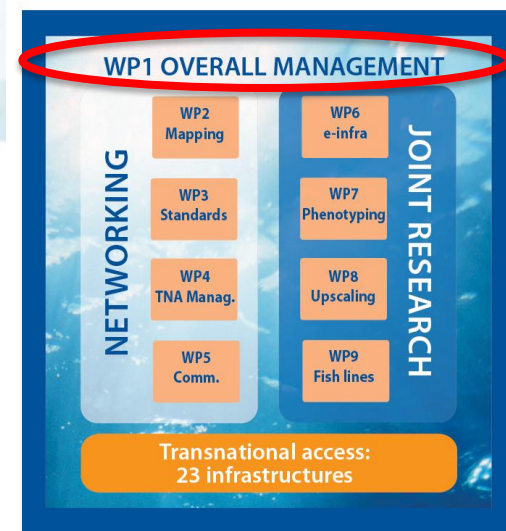 WP1 OVERALL MANAGEMENT
NETWORKING
WP2
Mapping
WP3
Standards
WP4
TNA Manag.
WP5
Comm.
WP6
e-infra
WP7
Phenotyping
WP8
Upscaling
WP9
Fish lines
JOINT RESEARCH
Transnational access:
23 infrastructures